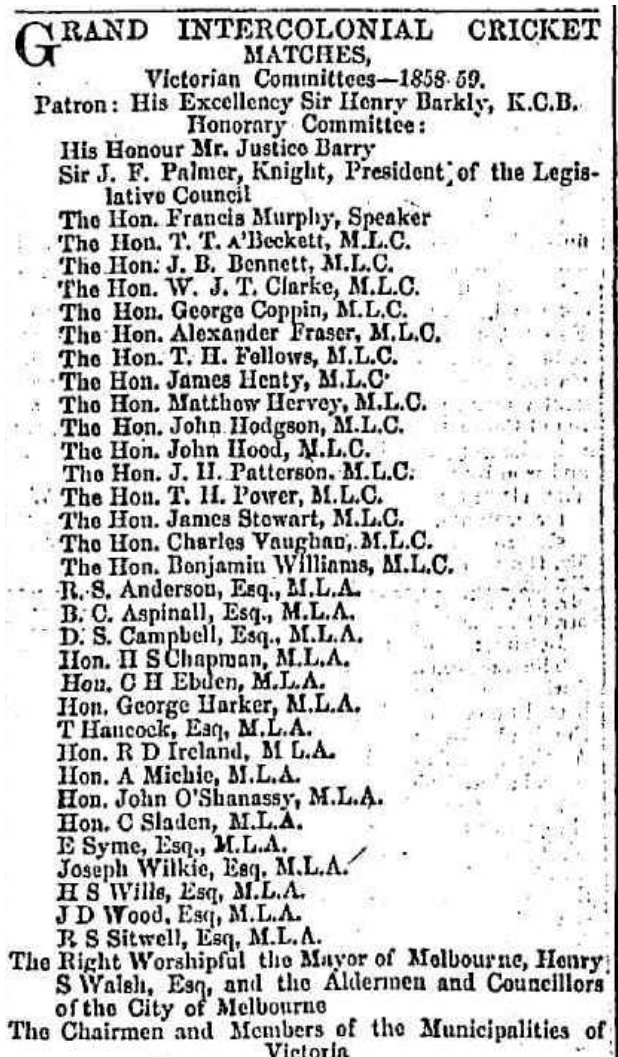 GRAND INTERCOLONIAL CRICKET
MATCHES,
Victorian Committees—1858-59.
Patron: His Excellency Sir Henry Barkly, K.C.B.
Honorary Committee:
His Honour Mr. Justice Barry
Sir J. F. Palmer, Knight, President of the Legis-
lative Council
The Hon. Francis Murphy, Speaker
The Hon. T. T. A'Beckett, M.L.C.
The Hon. J. B. Bennett, M.L.C.
The Hon. W. J. T. Clarke, M.L.C.
The Hon. George Coppin, M.L.C.
The Hon. Alexander Fraser, M.L.C.
The Hon. T. H. Fellows, M.L.C.
The Hon. James Henty, M.L.C.
The Hon. Matthew Hervey, M.L.C.
The Hon. John Hodgson, M.L.C.
The Hon. John Hood, M.L.C.
The Hon. J. H. Patterson. M.L.C.
The Hon. T. H. Power, M.L.C.
The Hon. James Stewart, M.L.C.
The Hon. Charles Vaughan, M.L.C.
The Hon. Benjamin Williams, M.L.C.
R. S. Anderson, Esq., M.L.A.
B. C. Aspinall, Esq., M.L.A.
D. S. Campbell, Esq., M.L.A.
Hon. H S Chapman, M.L.A.
Hon. C H Ebden, M.L.A.
Hon. George Harker, M.L.A.
T Hancock, Esq, M.L.A.
Hon. R D Ireland, M L.A.
Hon. A Michie, M.L.A.
Hon. John O'Shanassy, M.L.A.
Hon. C Sladen, M.L.A.
E Syme, Esq., M.L.A.
Joseph Wilkie, Esq, M.L.A.
H S Wills, Esq, M.L.A.
J D Wood, Esq, M.L.A.
R S Sitwell, Esq, M.L.A.
The Right Worshipful the Mayor of Melbourne, Henry
S Walsh, Esq, and the Aldermen and Councillors
of the City of Melbourne
The Chairmen and Members of the Municipalities of
Victoria